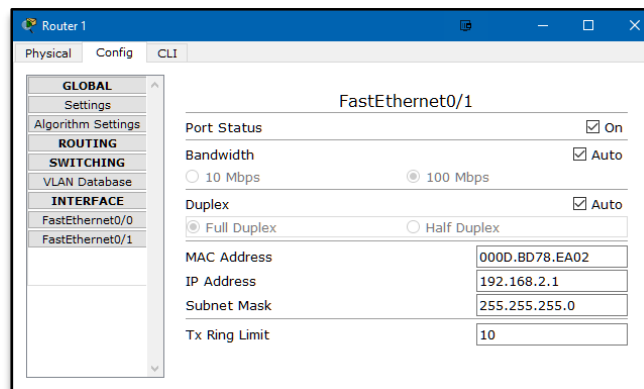 Router 1
Physical Config CLI
GLOBAL
Settings
Algorithm Settings
ROUTING
SWITCHING
VLAN Database
INTERFACE
FastEthernet0/0
FastEthernet0/1
FastEthernet0/1
Port Status On
Bandwidth Auto
10 Mbps 100 Mbps
Duplex Auto
Full Duplex Half Duplex
MAC Address 000D.BD78.EA02
IP Address 192.168.2.1
Subnet Mask 255.255.255.0
Tx Ring Limit 10